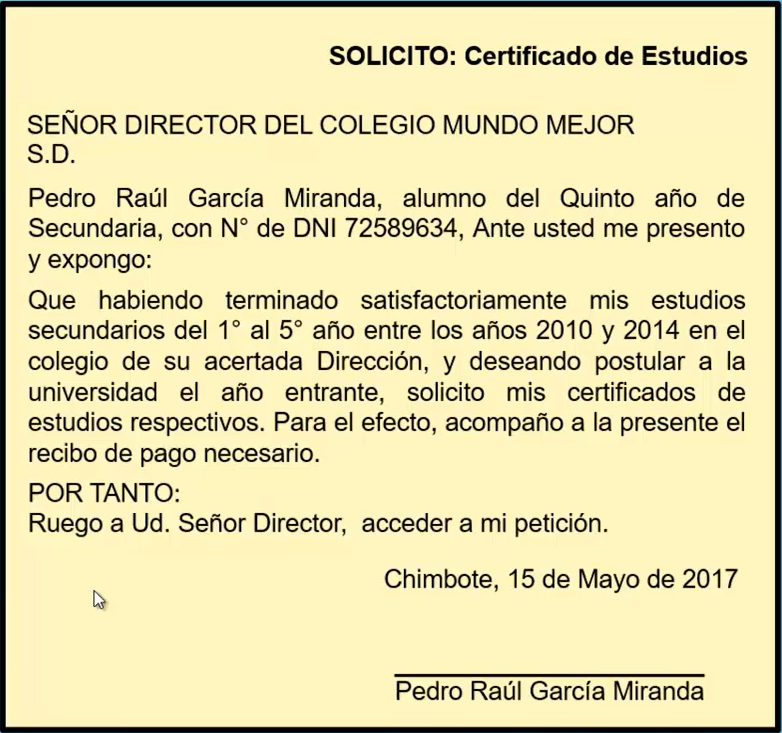 SOLICITO: Certificado de Estudios
SEÑOR DIRECTOR DEL COLEGIO MUNDO MEJOR
S.D.
Pedro Raúl García Miranda, alumno del Quinto año de
Secundaria, con N° de DNI 72589634, Ante usted me presento
y expongo:
Que habiendo terminado satisfactoriamente mis estudios
secundarios del 1° al 5° año entre los años 2010 y 2014 en el
colegio de su acertada Dirección, y deseando postular a la
universidad el año entrante, solicito mis certificados de
estudios respectivos. Para el efecto, acompaño a la presente el
recibo de pago necesario.
POR TANTO:
Ruego a Ud. Señor Director, acceder a mi petición.
Chimbote, 15 de Mayo de 2017
Pedro Raúl García Miranda